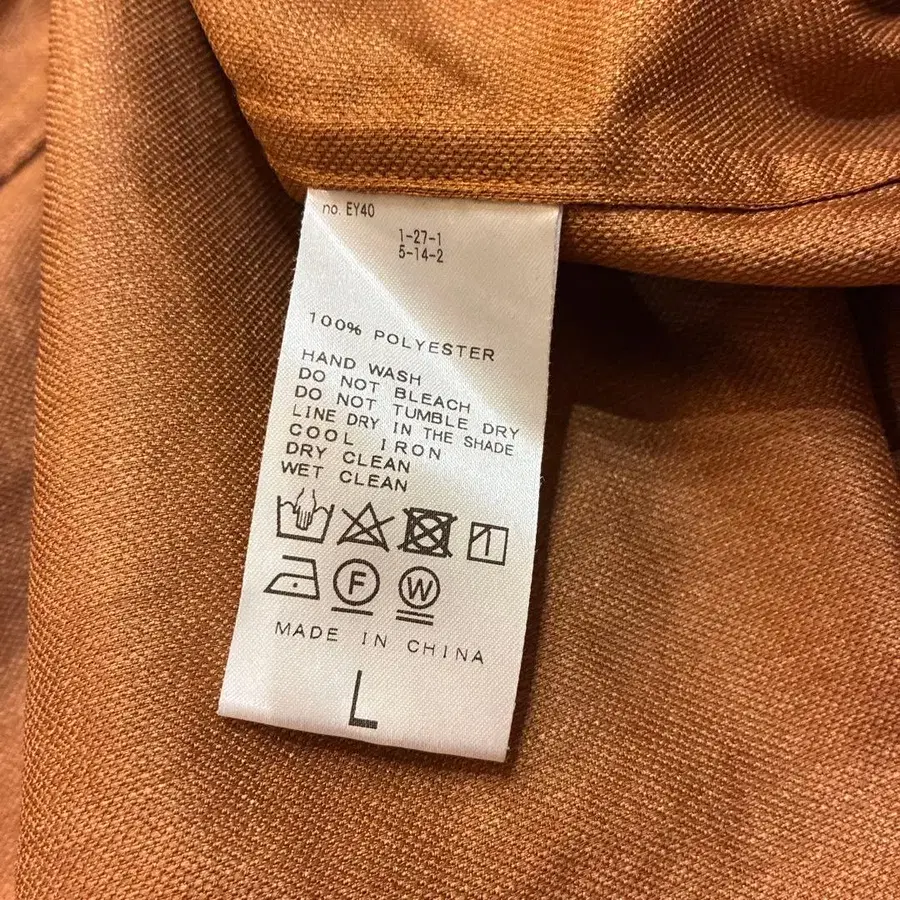 no. EY40
1-27-1
5-14-2
100% POLYESTER
HAND WASH
DO NOT BLEACH
DO NOT TUMBLE DRY
LINE DRY IN THE SHADE
COOL IRON
DRY CLEAN
WET CLEAN
F W
MADE IN CHINA
L